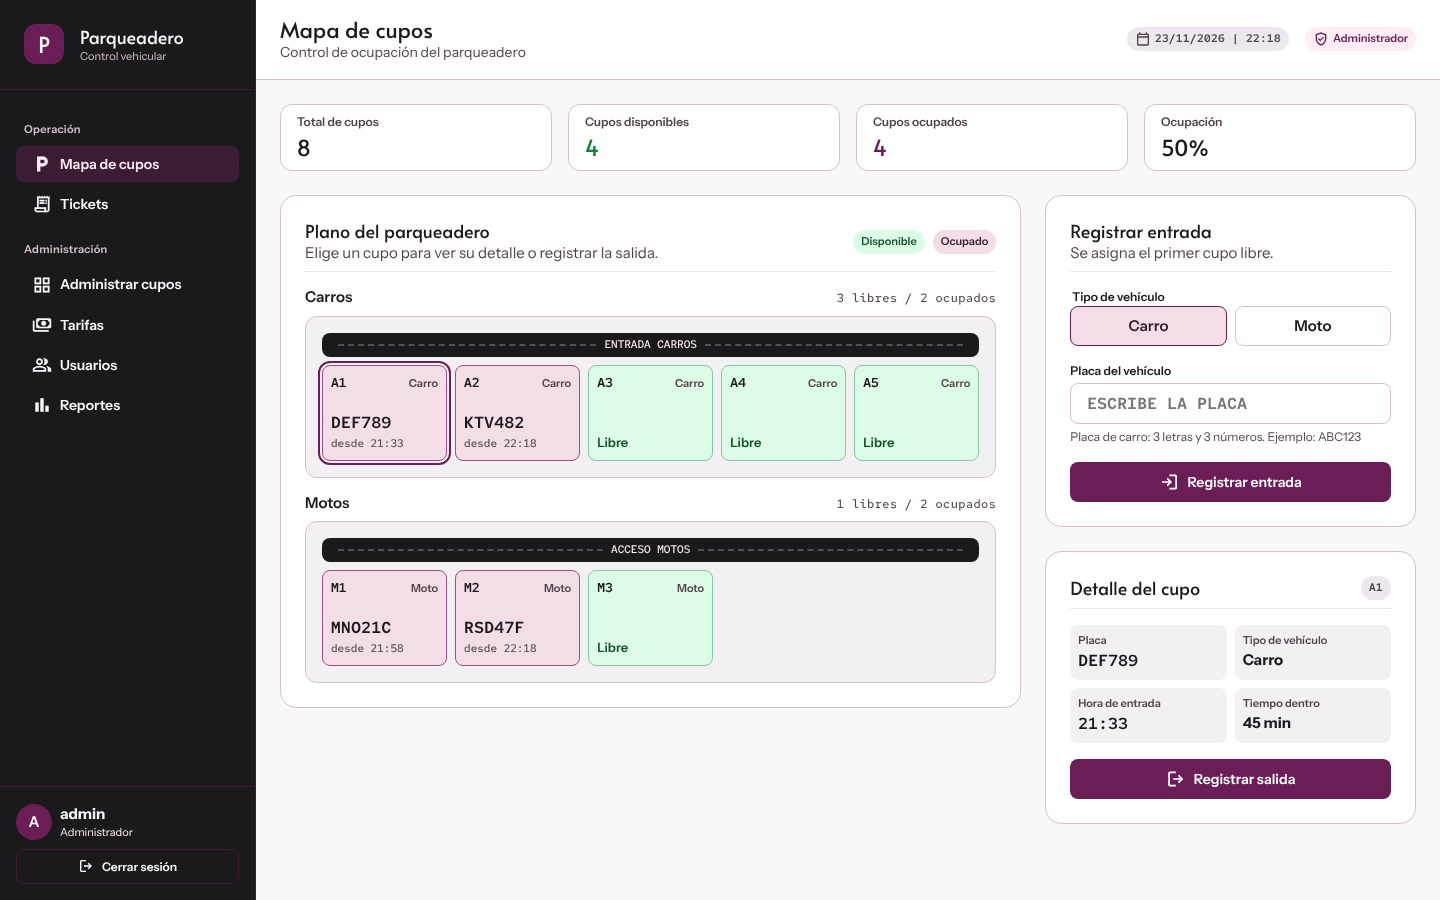 P
Parqueadero
Control vehicular
Operación
Mapa de cupos
Tickets
Administración
Administrar cupos
Tarifas
Usuarios
Reportes
A
admin
Administrador
Cerrar sesión
Mapa de cupos
Control de ocupación del parqueadero
23/11/2026 | 22:18
Administrador
Total de cupos
8
Cupos disponibles
4
Cupos ocupados
4
Ocupación
50%
Plano del parqueadero
Elige un cupo para ver su detalle o registrar la salida.
Disponible
Ocupado
Carros
3 libres / 2 ocupados
ENTRADA CARROS
A1 Carro
DEF789
desde 21:33
A2 Carro
KTV482
desde 22:18
A3 Carro
Libre
A4 Carro
Libre
A5 Carro
Libre
Motos
1 libres / 2 ocupados
ACCESO MOTOS
M1 Moto
MNO21C
desde 21:58
M2 Moto
RSD47F
desde 22:18
M3 Moto
Libre
Registrar entrada
Se asigna el primer cupo libre.
Tipo de vehículo
Carro
Moto
Placa del vehículo
ESCRIBE LA PLACA
Placa de carro: 3 letras y 3 números. Ejemplo: ABC123
Registrar entrada
Detalle del cupo
A1
Placa
DEF789
Tipo de vehículo
Carro
Hora de entrada
21:33
Tiempo dentro
45 min
Registrar salida